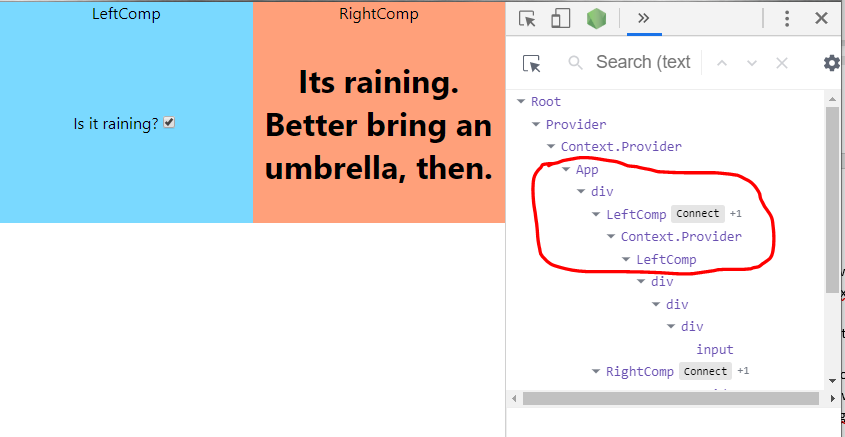 LeftComp
Is it raining?
RightComp
Its raining.
Better bring an
umbrella, then.
Search (text
Root
Provider
Context.Provider
App
div
LeftComp Connect +1
Context.Provider
LeftComp
div
div
div
input
RightComp Connect +1